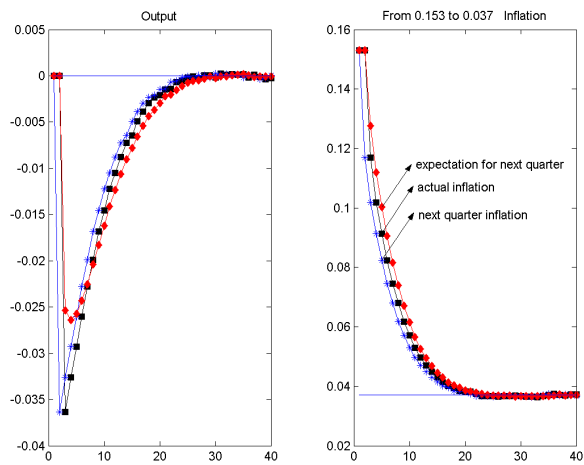 Output
0.005
0
-0.005
-0.01
-0.015
-0.02
-0.025
-0.03
-0.035
-0.04
0 10 20 30 40
From 0.153 to 0.037 Inflation
0.16
0.14
0.12
0.1
0.08
0.06
0.04
0.02
0 10 20 30 40
expectation for next quarter
actual inflation
next quarter inflation